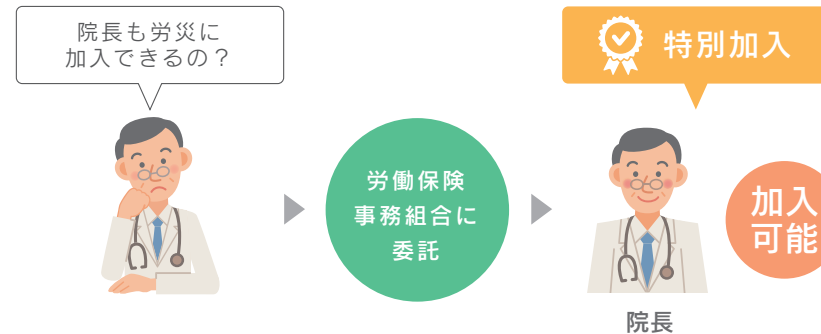 院長も労災に
加入できるの？
労働保険
事務組合に
委託
特別加入
加入
可能
院長